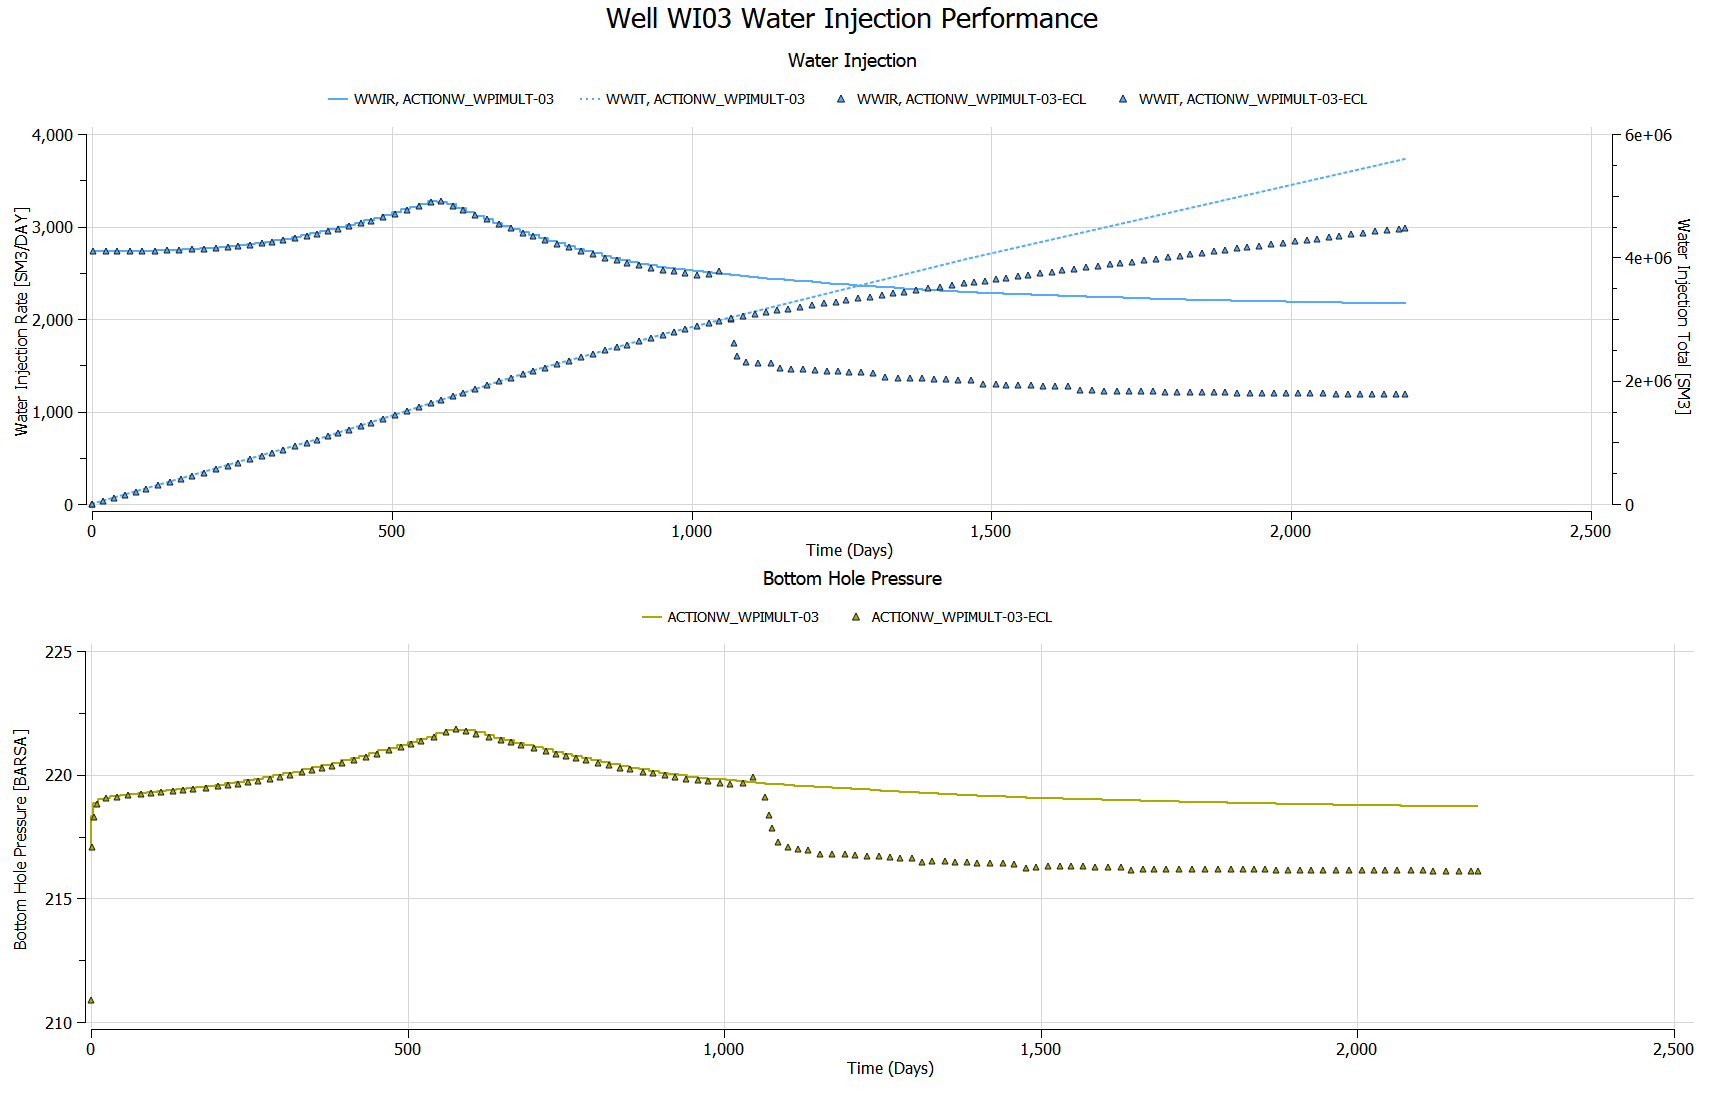 Well WI03 Water Injection Performance
Water Injection
WWIR, ACTIONW_WPIMULT-03 WWIT, ACTIONW_WPIMULT-03 WWIR, ACTIONW_WPIMULT-03-ECL WWIT, ACTIONW_WPIMULT-03-ECL
Water Injection Rate [SM3/DAY]
4,000
3,000
2,000
1,000
0
6e+06
4e+06
2e+06
0
Water Injection Total [SM3]
0 500 1,000 1,500 2,000 2,500
Time (Days)
Bottom Hole Pressure
ACTIONW_WPIMULT-03 ACTIONW_WPIMULT-03-ECL
Bottom Hole Pressure [BARSA]
225
220
215
210
0 500 1,000 1,500 2,000 2,500
Time (Days)